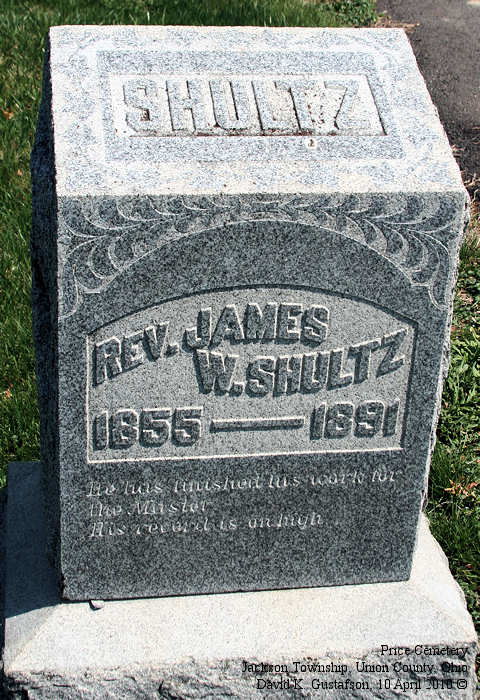 SHULTZ
REV. JAMES
W. SHULTZ
1855 — 1891
He has finished his work for
the Master
His record is on high
Price Cemetery
Jackson Township, Union County, Ohio
David K. Gustafson, 10 April 2010 ©